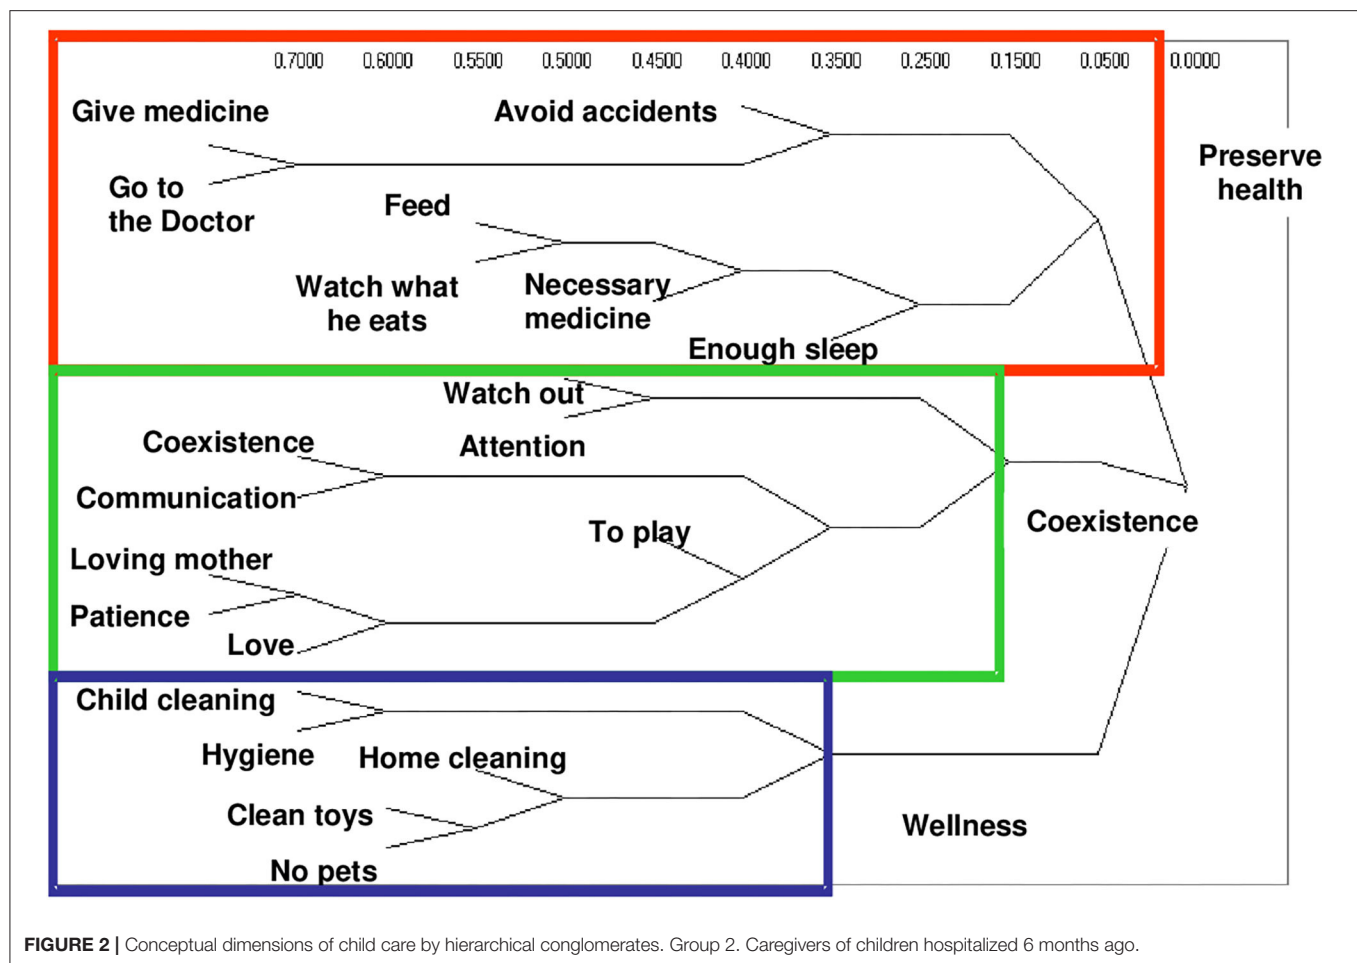 0.7000 0.6000 0.5500 0.5000 0.4500 0.4000 0.3500 0.2500 0.1500 0.0500 0.0000
Give medicine
Avoid accidents
Preserve
health
Go to
the Doctor
Feed
Watch what
he eats
Necessary
medicine
Enough sleep
Watch out
Attention
Coexistence
Communication
To play
Coexistence
Loving mother
Patience
Love
Child cleaning
Hygiene
Home cleaning
Clean toys
No pets
Wellness
FIGURE 2 | Conceptual dimensions of child care by hierarchical conglomerates. Group 2. Caregivers of children hospitalized 6 months ago.